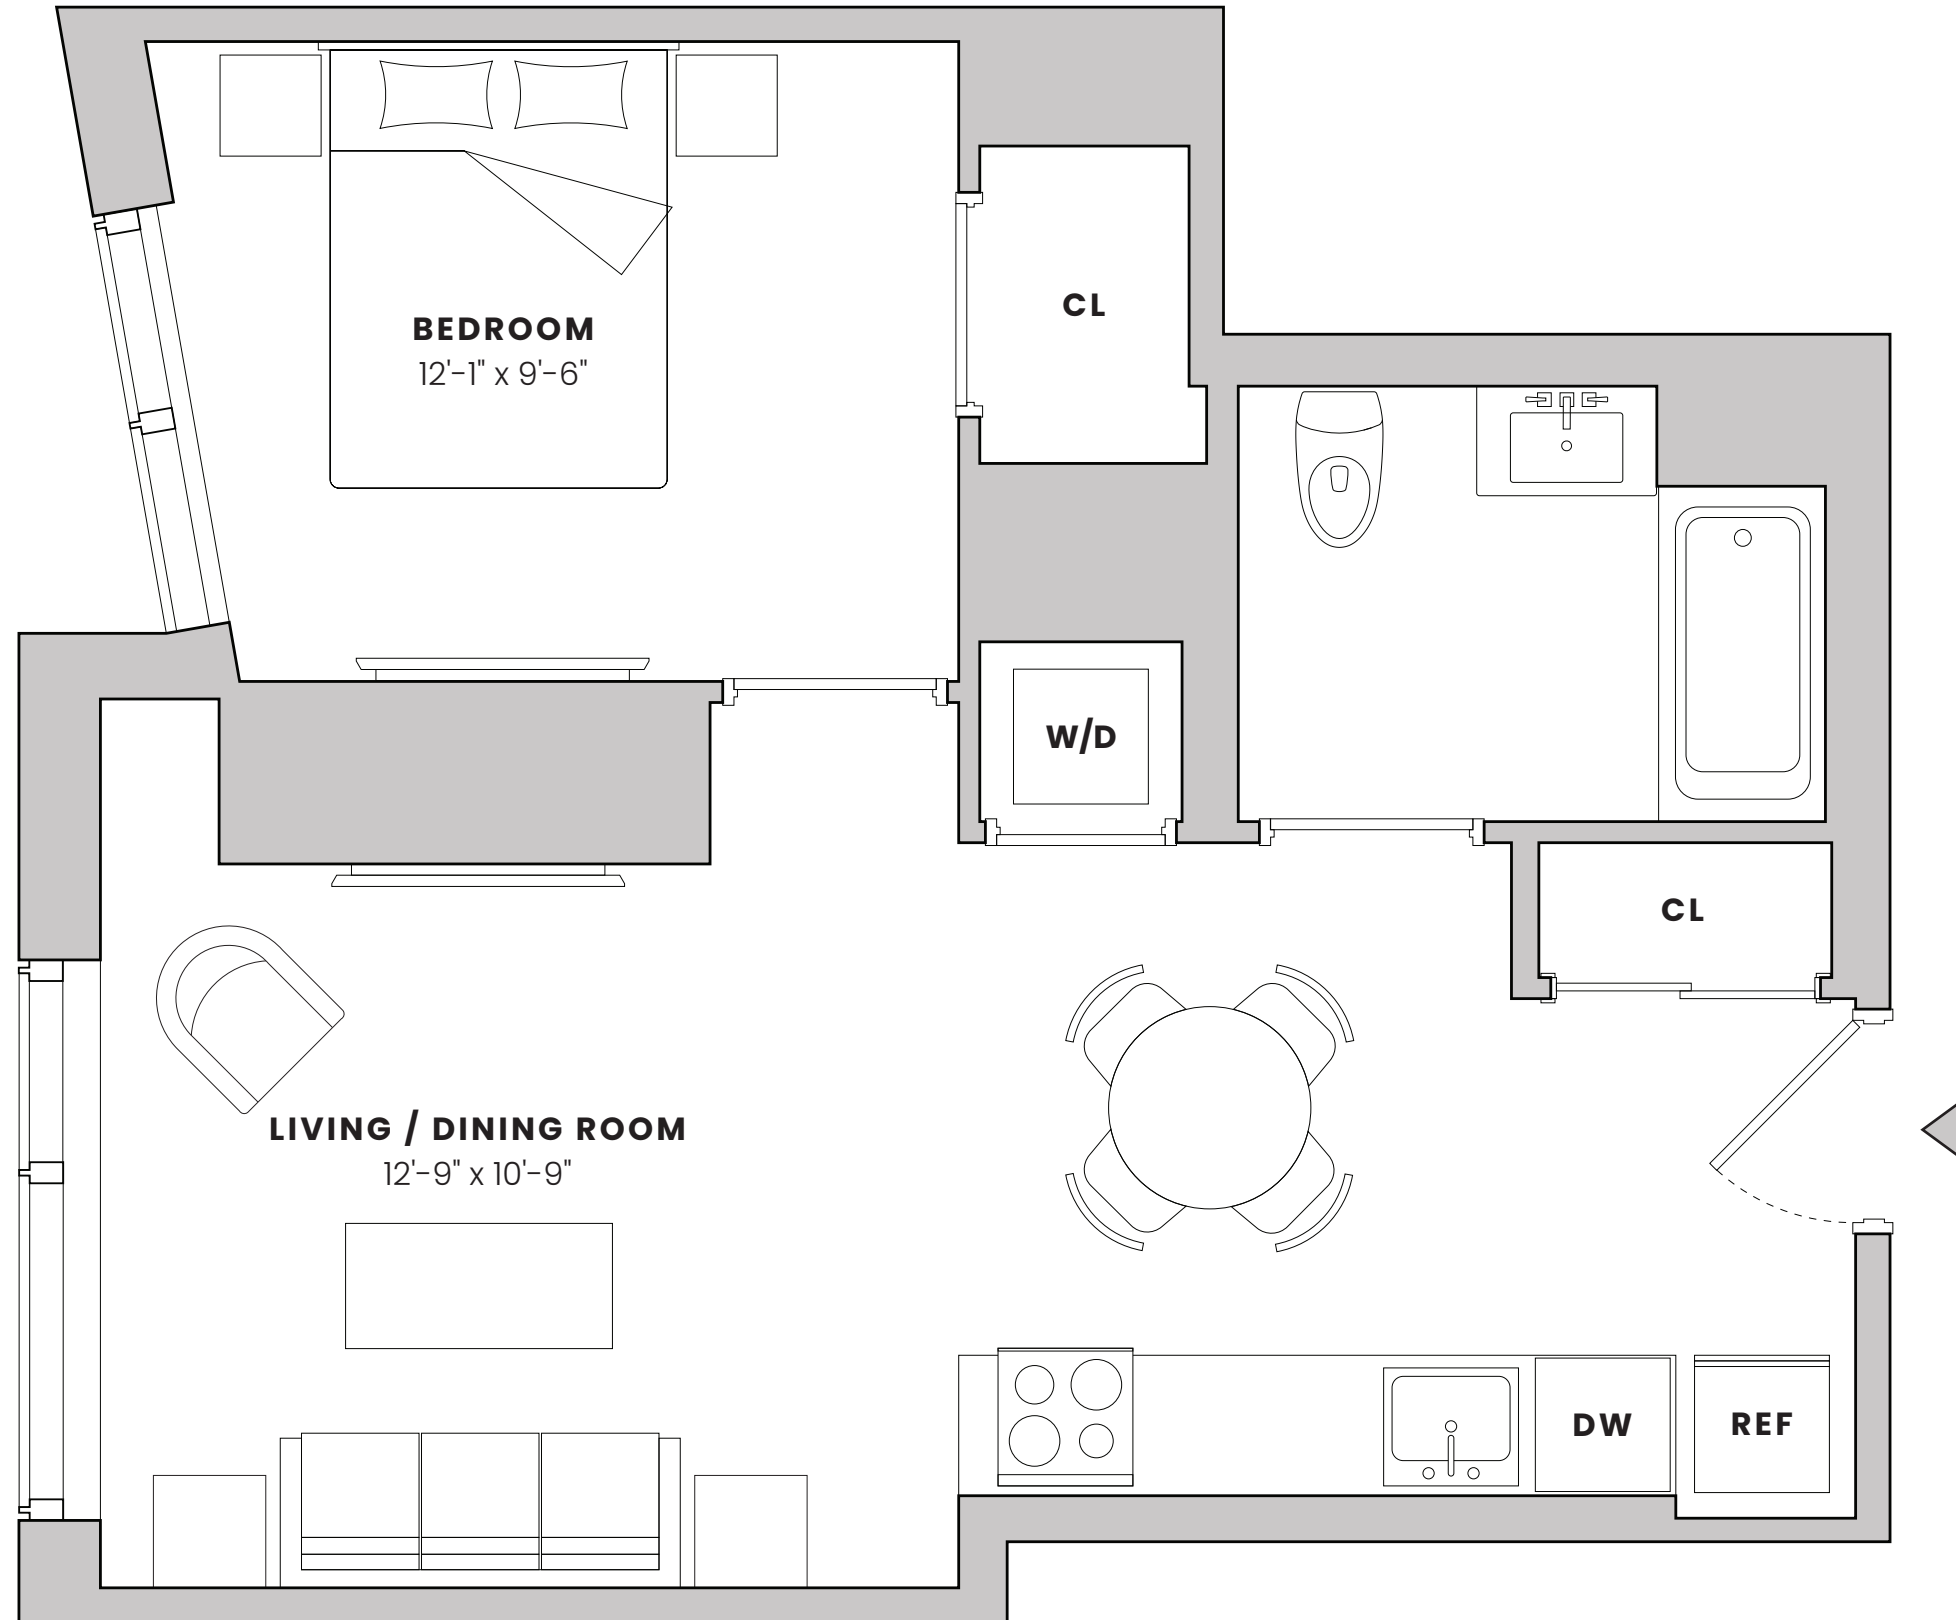 BEDROOM
12'-1" x 9'-6"
CL
W/D
CL
LIVING / DINING ROOM
12'-9" x 10'-9"
DW
REF